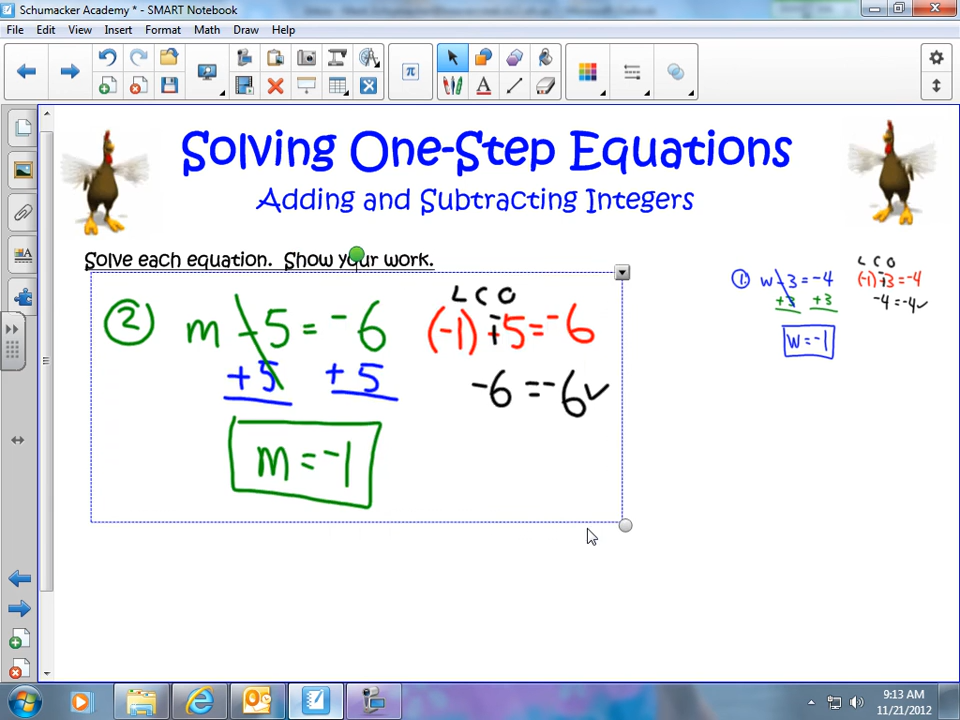 Schumacker Academy * - SMART Notebook
File Edit View Insert Format Math Draw Help
π
A
Solving One-Step Equations
Adding and Subtracting Integers
Solve each equation. Show your work.
L C O
② m - 5 = -6 (-1) + -5 = -6
+5 +5 -6 = -6✓
m = -1
L C O
① w - 3 = -4 (-1) + -3 = -4
+3 +3 -4 = -4✓
w = -1
9:13 AM
11/21/2012